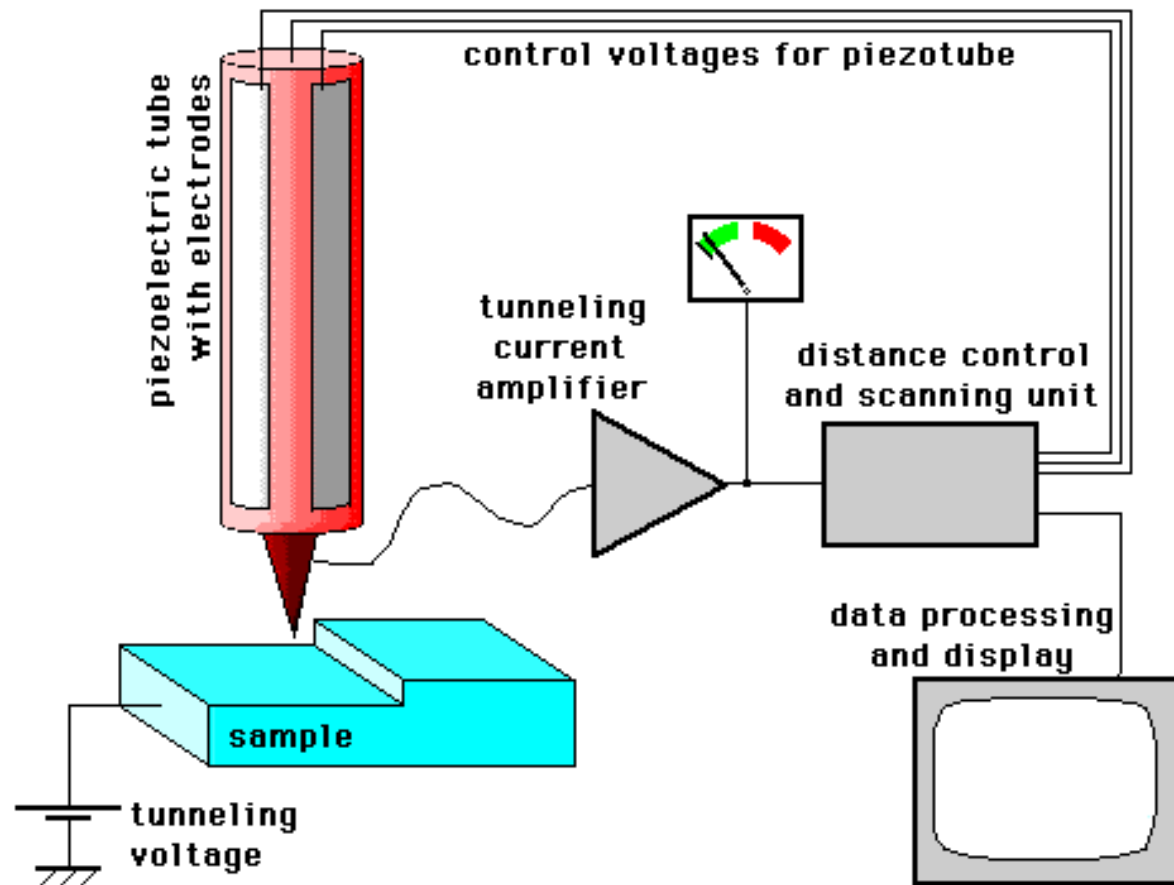 control voltages for piezotube
piezoelectric tube
with electrodes
tunneling
current
amplifier
distance control
and scanning unit
data processing
and display
sample
tunneling
voltage